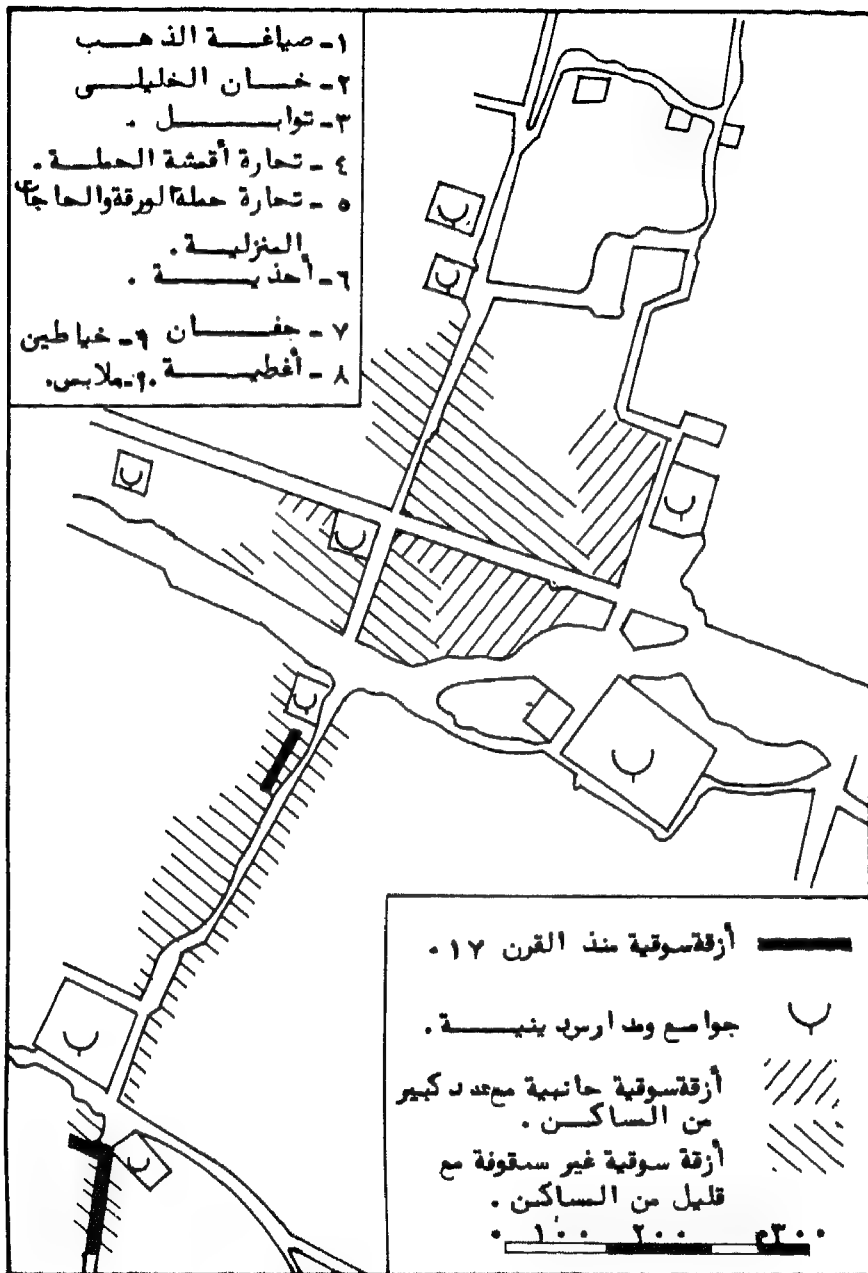 ١- صياغة الذهب
٢- خان الخليلى
٣- توابل .
٤- تجارة أقمشة الجملة .
٥- تجارة جملة الورقة والحاجات
المنزلية .
٦- أحذية .
٧- جفان ٩- خياطين
٨- أغطية ١٠- ملابس .
أزقة سوقية منذ القرن ١٧ .
جوامع ومدارس دينية .
أزقة سوقية جانبية مع عدد كبير
من المساكن .
أزقة سوقية غير مسقوفة مع
قليل من المساكن .
٠ ١٠٠ ٢٠٠ ٣٠٠م